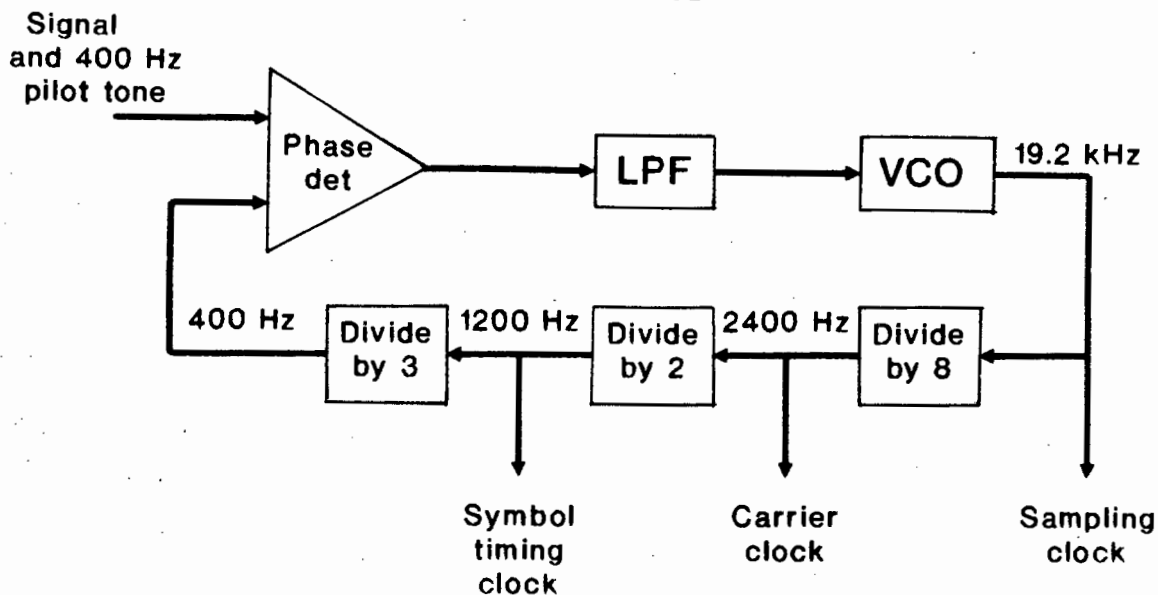 Signal
and 400 Hz
pilot tone
Phase
det
LPF
VCO
19.2 kHz
400 Hz
Divide
by 3
1200 Hz
Divide
by 2
2400 Hz
Divide
by 8
Symbol
timing
clock
Carrier
clock
Sampling
clock